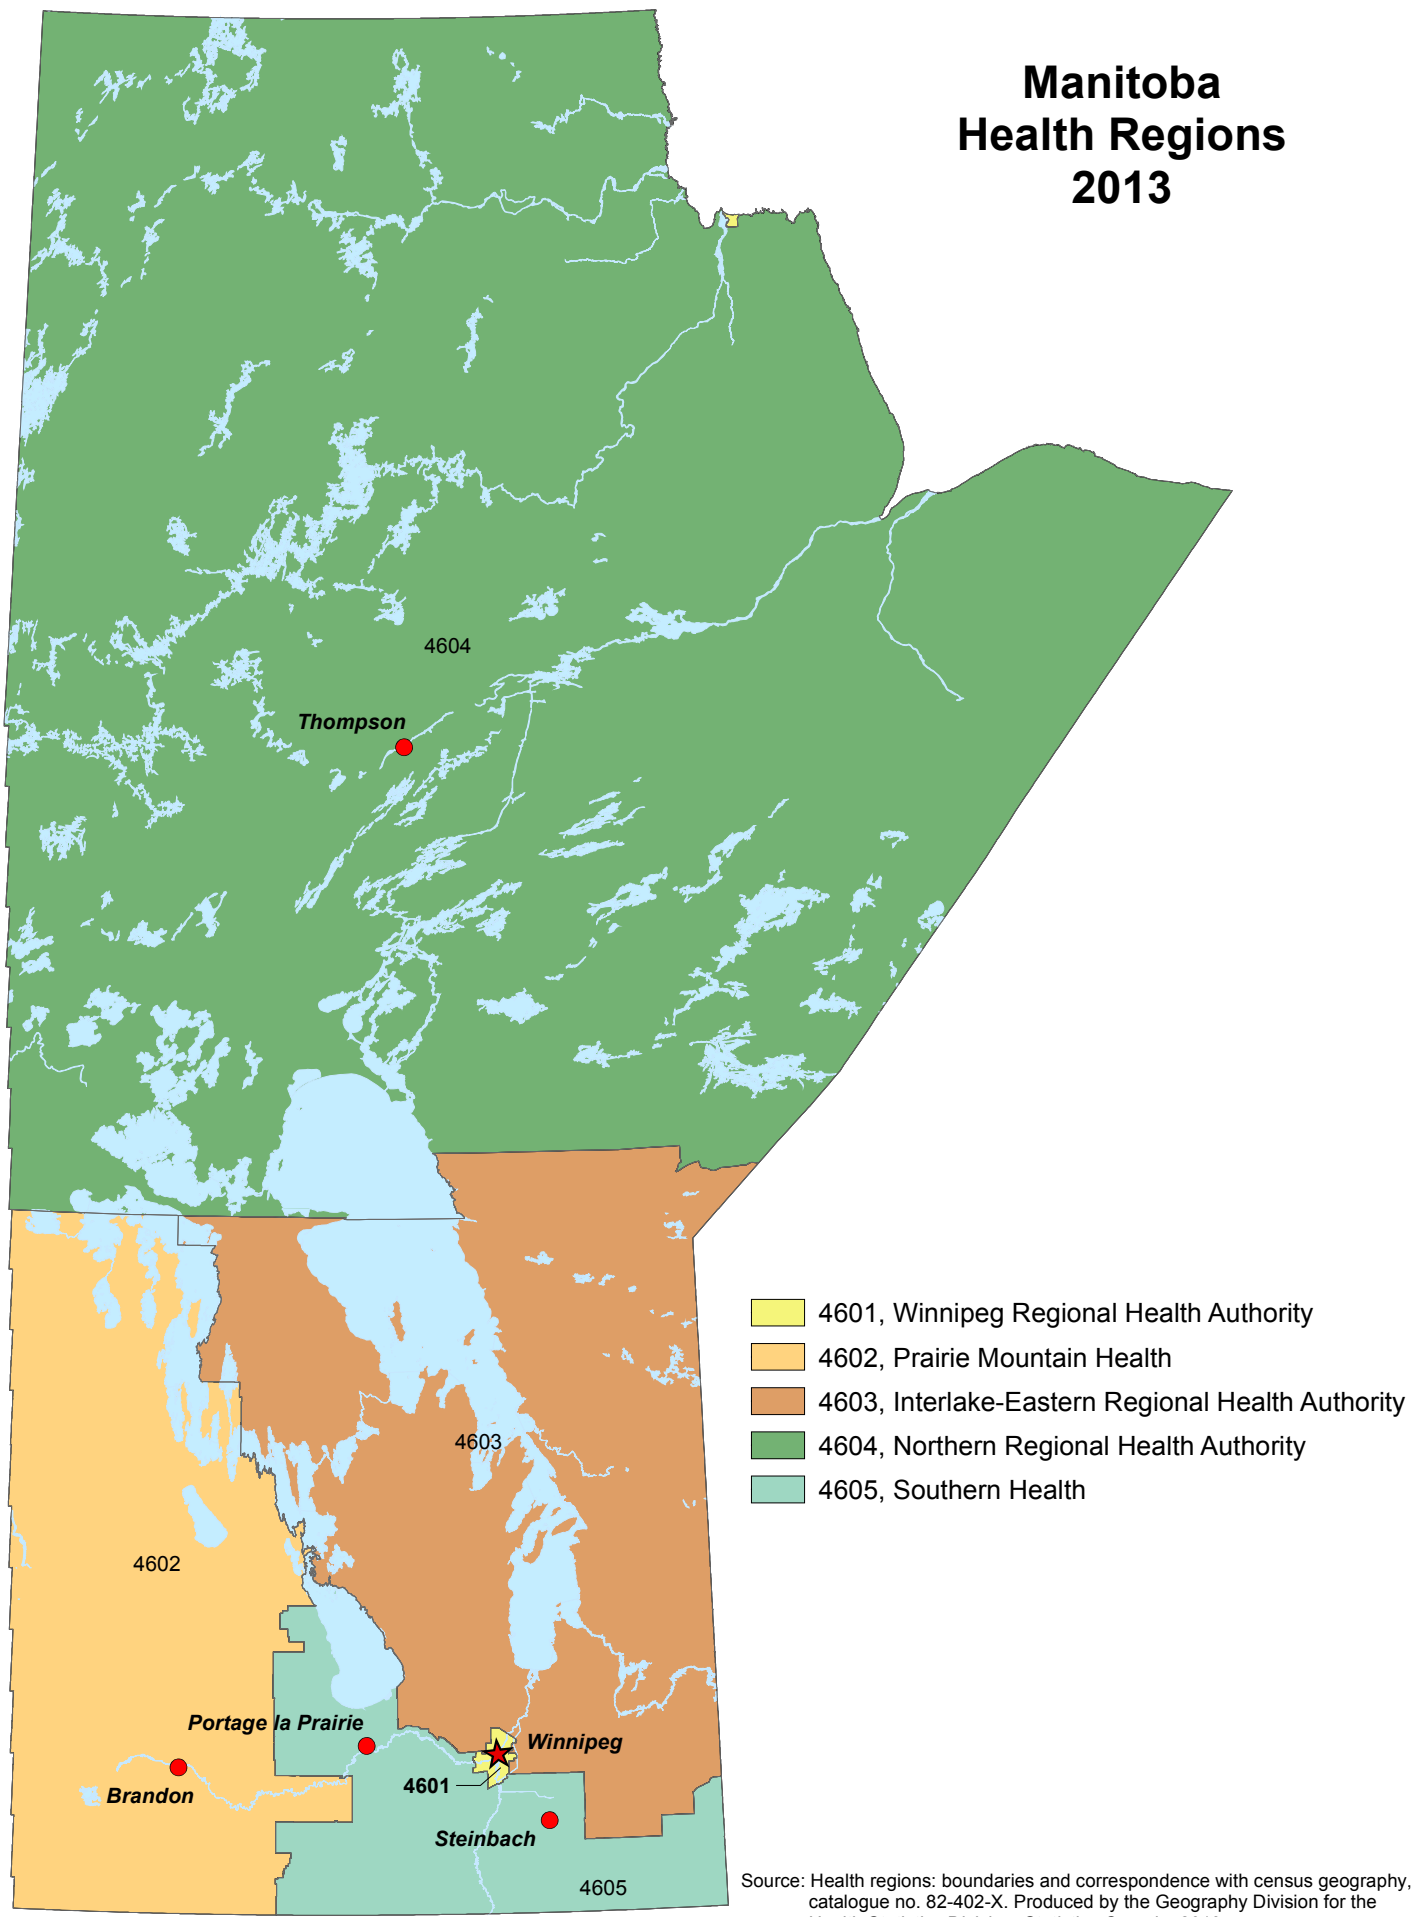 Manitoba
Health Regions
2013
4604
Thompson
4601, Winnipeg Regional Health Authority
4602, Prairie Mountain Health
4603, Interlake-Eastern Regional Health Authority
4604, Northern Regional Health Authority
4605, Southern Health
4603
4602
Portage la Prairie
Winnipeg
4601
Brandon
Steinbach
4605
Source: Health regions: boundaries and correspondence with census geography,
catalogue no. 82-402-X. Produced by the Geography Division for the